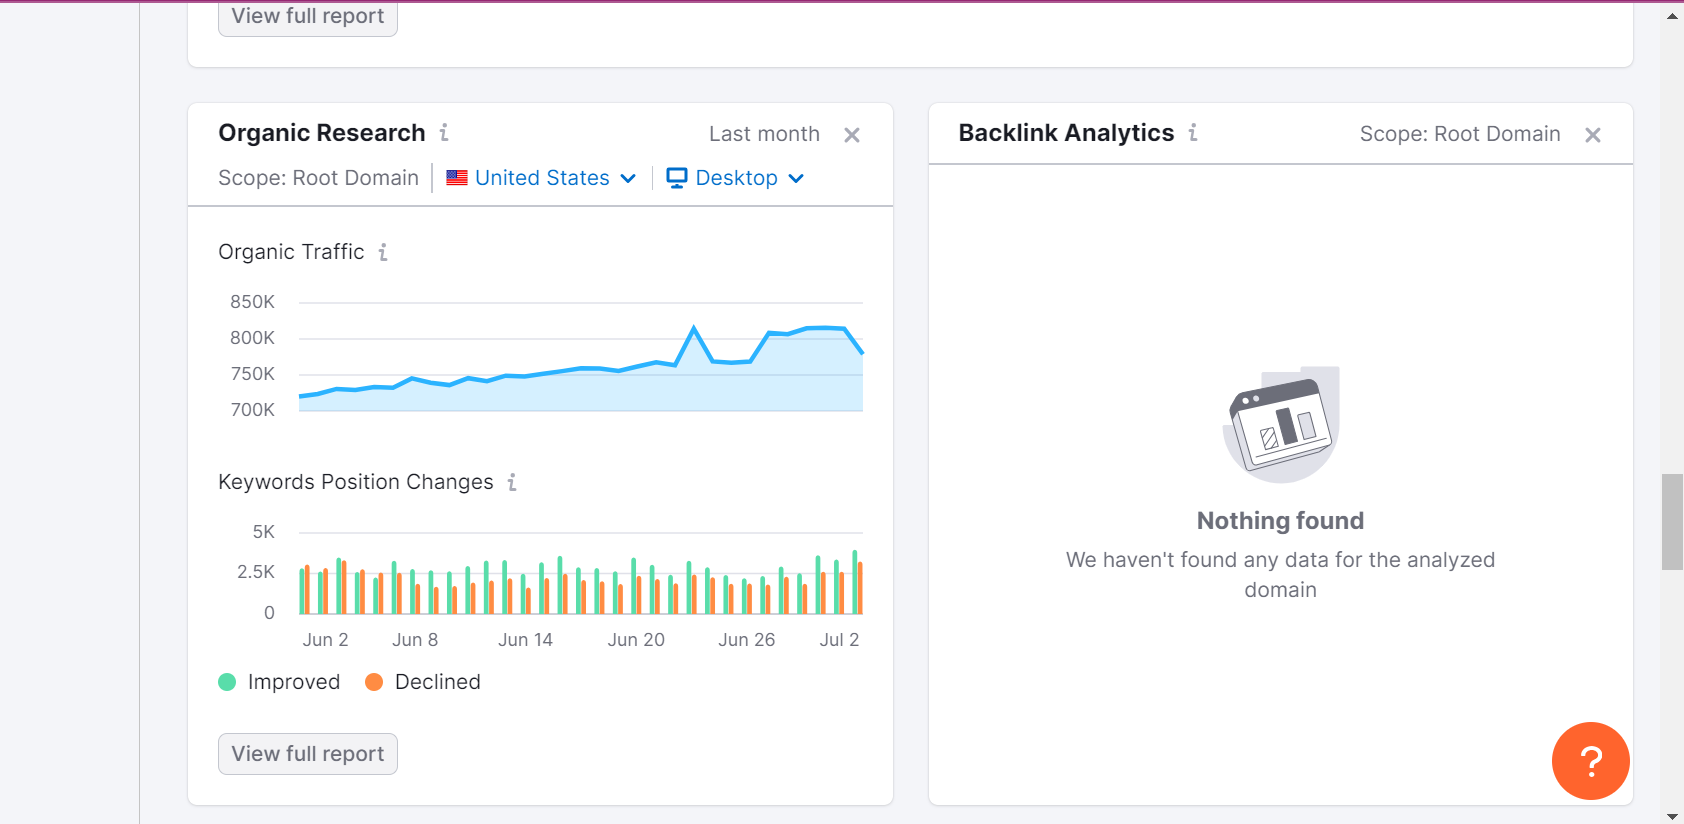 View full report
Organic Research
Last month
Scope: Root Domain
United States
Desktop
Organic Traffic
850K
800K
750K
700K
Keywords Position Changes
5K
2.5K
0
Jun 2 Jun 8 Jun 14 Jun 20 Jun 26 Jul 2
Improved Declined
View full report
Backlink Analytics
Scope: Root Domain
Nothing found
We haven't found any data for the analyzed
domain
?